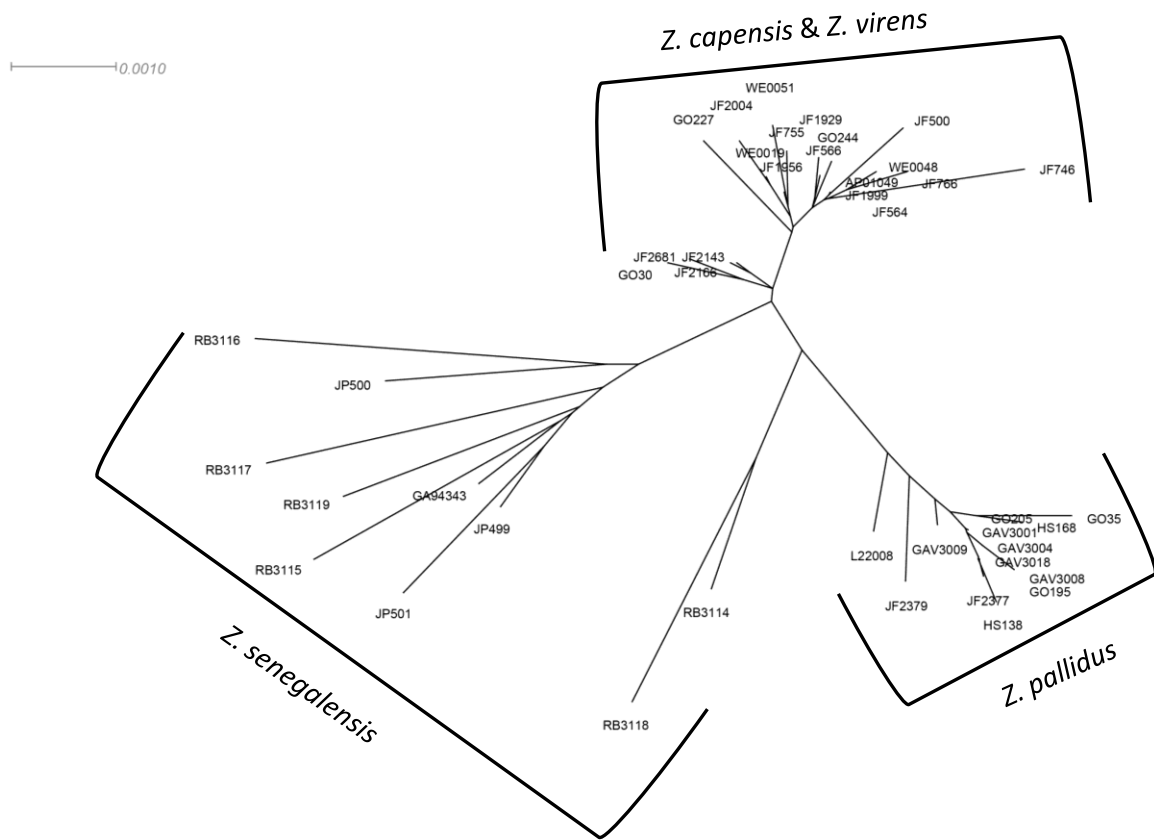 Z. capensis & Z. virens
0.0010
WE0051
JF2004
GO227
JF1929
JF500
JF755
GO244
WE0019
JF566
JF1956
WE0048
JF746
AP01049
JF766
JF1999
JF564
JF2681
JF2143
GO30
JF2166
RB3116
JP500
RB3117
GA94343
RB3119
JP499
RB3115
JP501
L22008
GAV3009
GO205
HS168
GO35
GAV3001
GAV3004
GAV3018
GAV3008
GO195
JF2379
JF2377
HS138
RB3114
RB3118
Z. senegalensis
Z. pallidus